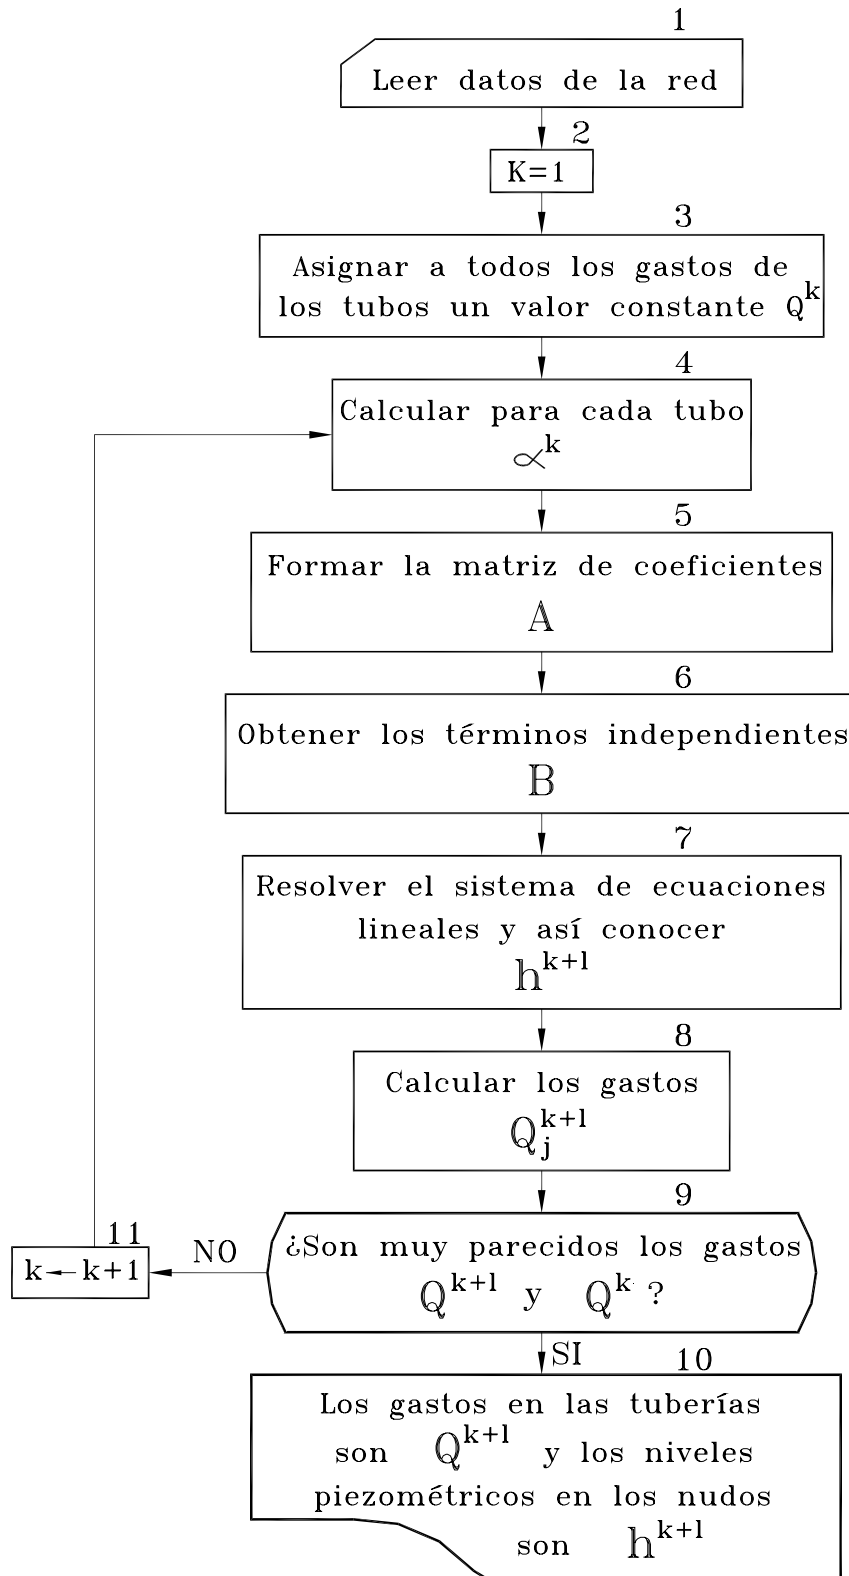 1
Leer datos de la red
2
K=1
3
Asignar a todos los gastos de
los tubos un valor constante Q^k
4
Calcular para cada tubo
∝^k
5
Formar la matriz de coeficientes
A
6
Obtener los términos independientes
B
7
Resolver el sistema de ecuaciones
lineales y así conocer
h^k+l
8
Calcular los gastos
Q_j^k+l
9
¿Son muy parecidos los gastos
Q^k+l y Q^k ?
NO
11
k←k+1
SI
10
Los gastos en las tuberías
son Q^k+l y los niveles
piezométricos en los nudos
son h^k+l